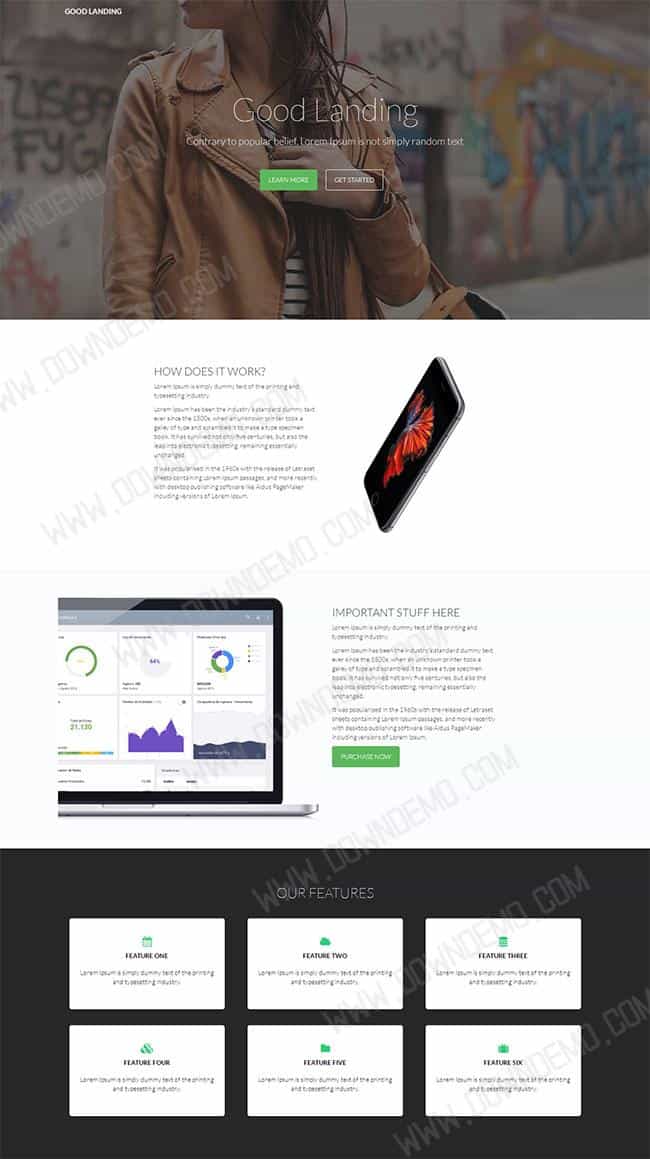 GOOD LANDING
Good Landing
Contrary to popular belief, Lorem Ipsum is not simply random text.
LEARN MORE
GET STARTED
HOW DOES IT WORK?
Lorem Ipsum is simply dummy text of the printing and
typesetting industry.
Lorem Ipsum has been the industry's standard dummy text
ever since the 1500s, when an unknown printer took a
galley of type and scrambled it to make a type specimen
book. It has survived not only five centuries, but also the
leap into electronic typesetting, remaining essentially
unchanged.
It was popularised in the 1960s with the release of Letraset
sheets containing Lorem Ipsum passages, and more recently
with desktop publishing software like Aldus PageMaker
including versions of Lorem Ipsum.
64%
21.130
IMPORTANT STUFF HERE
Lorem Ipsum is simply dummy text of the printing and
typesetting industry.
Lorem Ipsum has been the industry's standard dummy text
ever since the 1500s, when an unknown printer took a
galley of type and scrambled it to make a type specimen
book. It has survived not only five centuries, but also the
leap into electronic typesetting, remaining essentially
unchanged.
It was popularised in the 1960s with the release of Letraset
sheets containing Lorem Ipsum passages, and more recently
with desktop publishing software like Aldus PageMaker
including versions of Lorem Ipsum.
PURCHASE NOW
OUR FEATURES
FEATURE ONE
Lorem Ipsum is simply dummy text of the printing
and typesetting industry.
FEATURE TWO
Lorem Ipsum is simply dummy text of the printing
and typesetting industry.
FEATURE THREE
Lorem Ipsum is simply dummy text of the printing
and typesetting industry.
FEATURE FOUR
Lorem Ipsum is simply dummy text of the printing
and typesetting industry.
FEATURE FIVE
Lorem Ipsum is simply dummy text of the printing
and typesetting industry.
FEATURE SIX
Lorem Ipsum is simply dummy text of the printing
and typesetting industry.
WWW.DOWNDEMO.COM